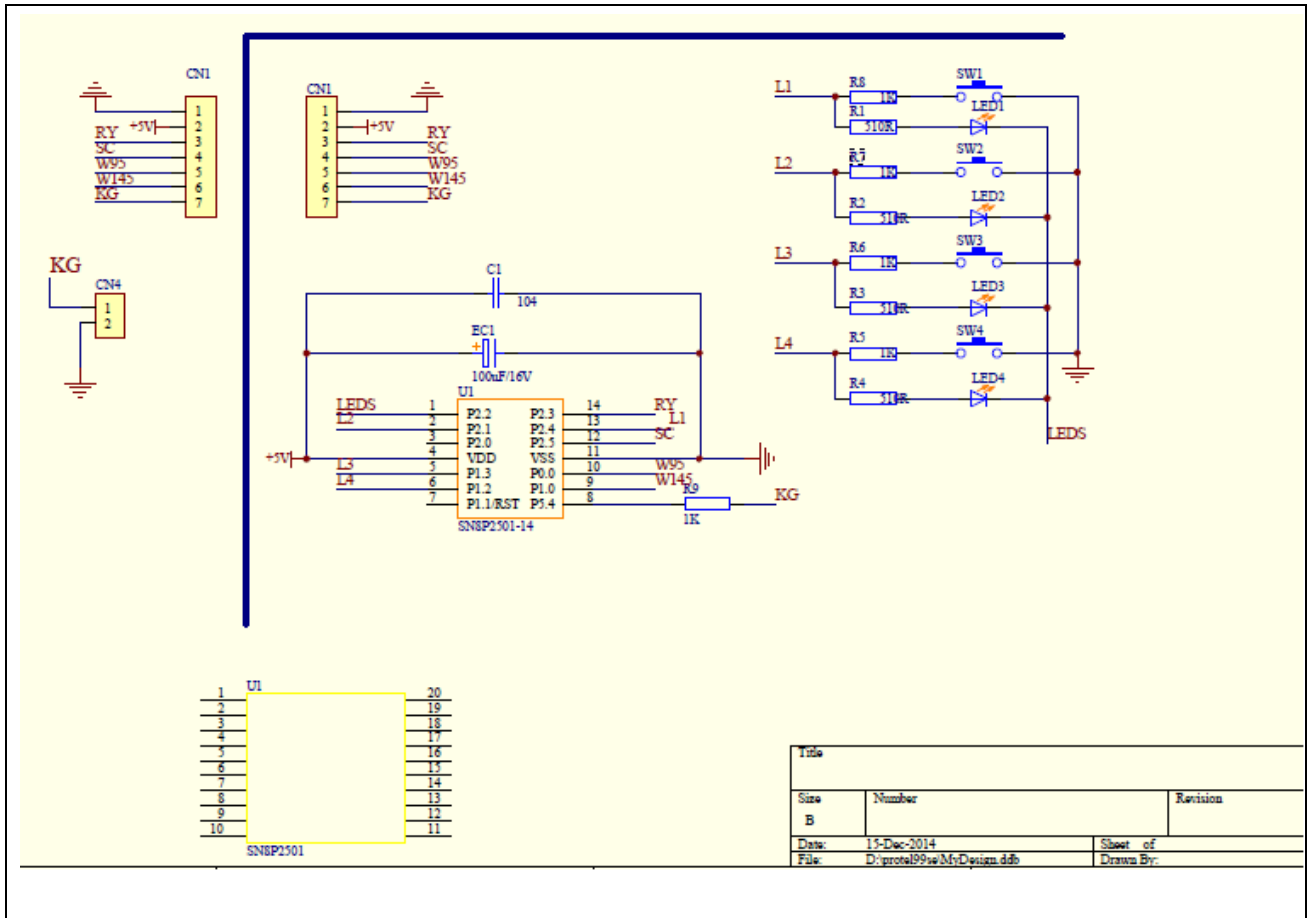 CN1
1
+5V 2
RY 3
SC 4
W95 5
W145 6
KG 7
CN1
1
2 +5V
3 RY
4 SC
5 W95
6 W145
7 KG
KG
CN4
1
2
C1
104
EC1
+
100uF/16V
U1
LEDS 1 P2.2 P2.3 14 RY
L2 2 P2.1 P2.4 13 L1
3 P2.0 P2.5 12 SC
+5V 4 VDD VSS 11
L3 5 P1.3 P0.0 10 W95
L4 6 P1.2 P1.0 9 W145
7 P1.1/RST P5.4 8 R9 KG
1K
SN8P2501-14
L1 R8 1K SW1
R1 510R LED1
L2 R7 1K SW2
R2 510R LED2
L3 R6 1K SW3
R3 510R LED3
L4 R5 1K SW4
R4 510R LED4
LEDS
U1
1 20
2 19
3 18
4 17
5 16
6 15
7 14
8 13
9 12
10 11
SN8P2501
Title
Size Number Revision
B
Date: 15-Dec-2014 Sheet of
File: D:\protel99se\MyDesign.ddb Drawn By: